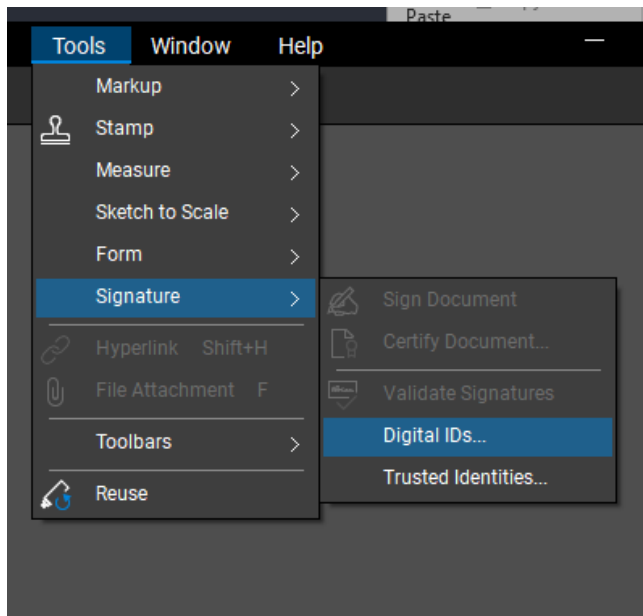 Paste
Tools Window Help
Markup
Stamp
Measure
Sketch to Scale
Form
Signature
Sign Document
Hyperlink Shift+H
Certify Document...
File Attachment F
Validate Signatures
Toolbars
Digital IDs...
Trusted Identities...
Reuse